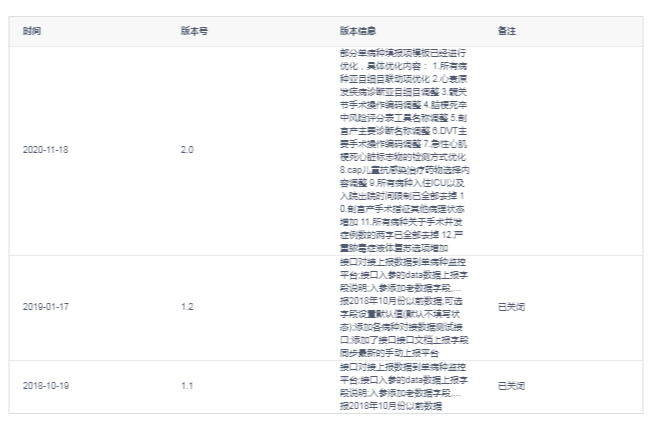 时间 版本号 版本信息 备注
部分单病种填报项模板已经进行
优化，具体优化内容： 1.所有病
种亚目细目联动项优化 2.心衰原
发疾病诊断亚目细目调整 3.髋关
节手术操作编码调整 4.脑梗死卒
中风险评分表工具名称调整 5.剖
宫产主要诊断名称调整 6.DVT主
要手术操作编码调整 7.急性心肌
梗死心脏标志物的检测方式优化
8.cap儿童抗感染治疗药物选择内
容调整 9.所有病种入住ICU以及
入院出院时间限制已全部去掉 1
0.剖宫产手术指征其他病理状态
增加 11.所有病种关于手术并发
症例数的两字已全部去掉 12.严
重脓毒症液体复苏选项增加
2020-11-18 2.0
接口对接上报数据到单病种监控
平台;接口入参的data数据上报字
段说明;入参添加老数据字段,...
报2018年10月份以前数据;可选
字段设置默认值(默认不填写状
态);添加各病种对接数据测试接
口;添加了接口接口文档上报字段
同步最新的手动上报平台
2019-01-17 1.2 已关闭
接口对接上报数据到单病种监控
平台;接口入参的data数据上报字
段说明;入参添加老数据字段,...
报2018年10月份以前数据
2018-10-19 1.1 已关闭